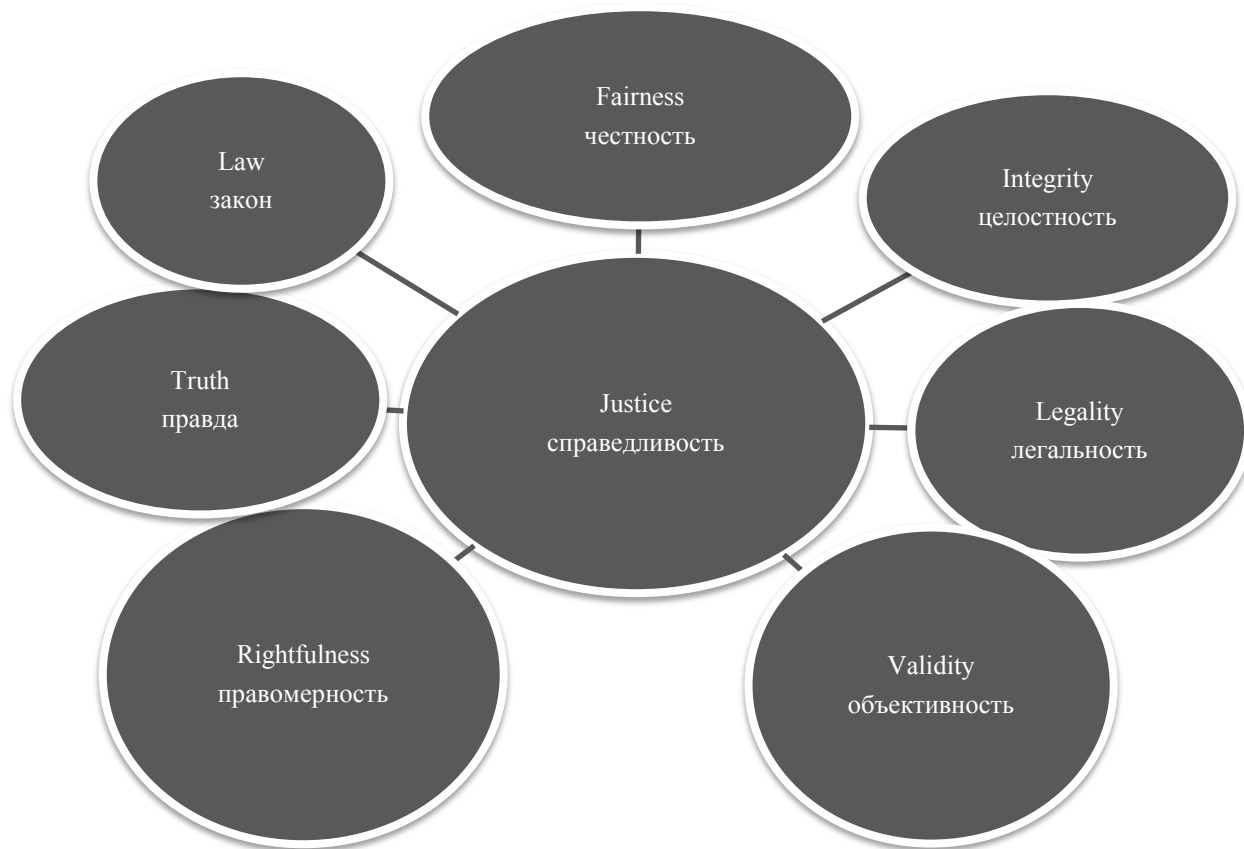 Fairness
честность
Law
закон
Integrity
целостность
Truth
правда
Justice
справедливость
Legality
легальность
Rightfulness
правомерность
Validity
объективность